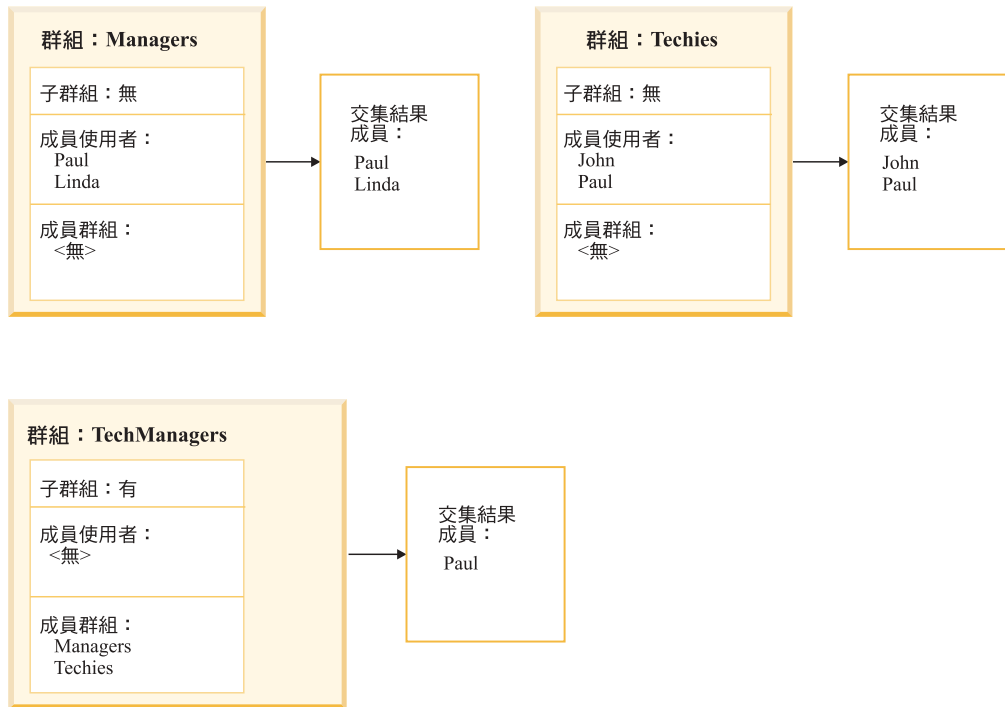 群組：Managers
子群組：無
成員使用者：
Paul
Linda
成員群組：
<無>
交集結果
成員：
Paul
Linda
群組：Techies
子群組：無
成員使用者：
John
Paul
成員群組：
<無>
交集結果
成員：
John
Paul
群組：TechManagers
子群組：有
成員使用者：
<無>
成員群組：
Managers
Techies
交集結果
成員：
Paul